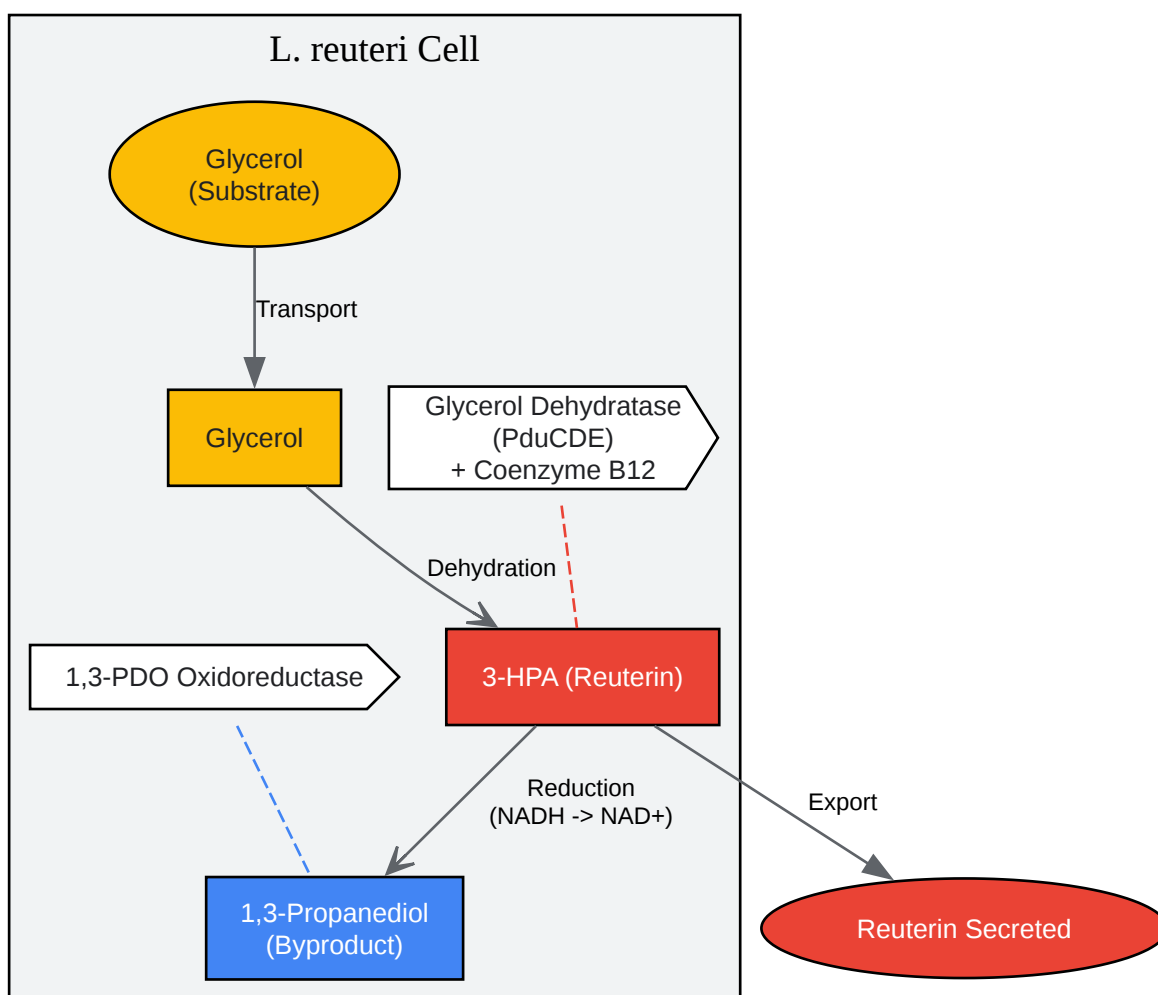 L. reuteri Cell
Glycerol
(Substrate)
Transport
Glycerol
Glycerol Dehydratase
(PduCDE)
+ Coenzyme B12
Dehydration
1,3-PDO Oxidoreductase
3-HPA (Reuterin)
Reduction
(NADH -> NAD+)
Export
1,3-Propanediol
(Byproduct)
Reuterin Secreted